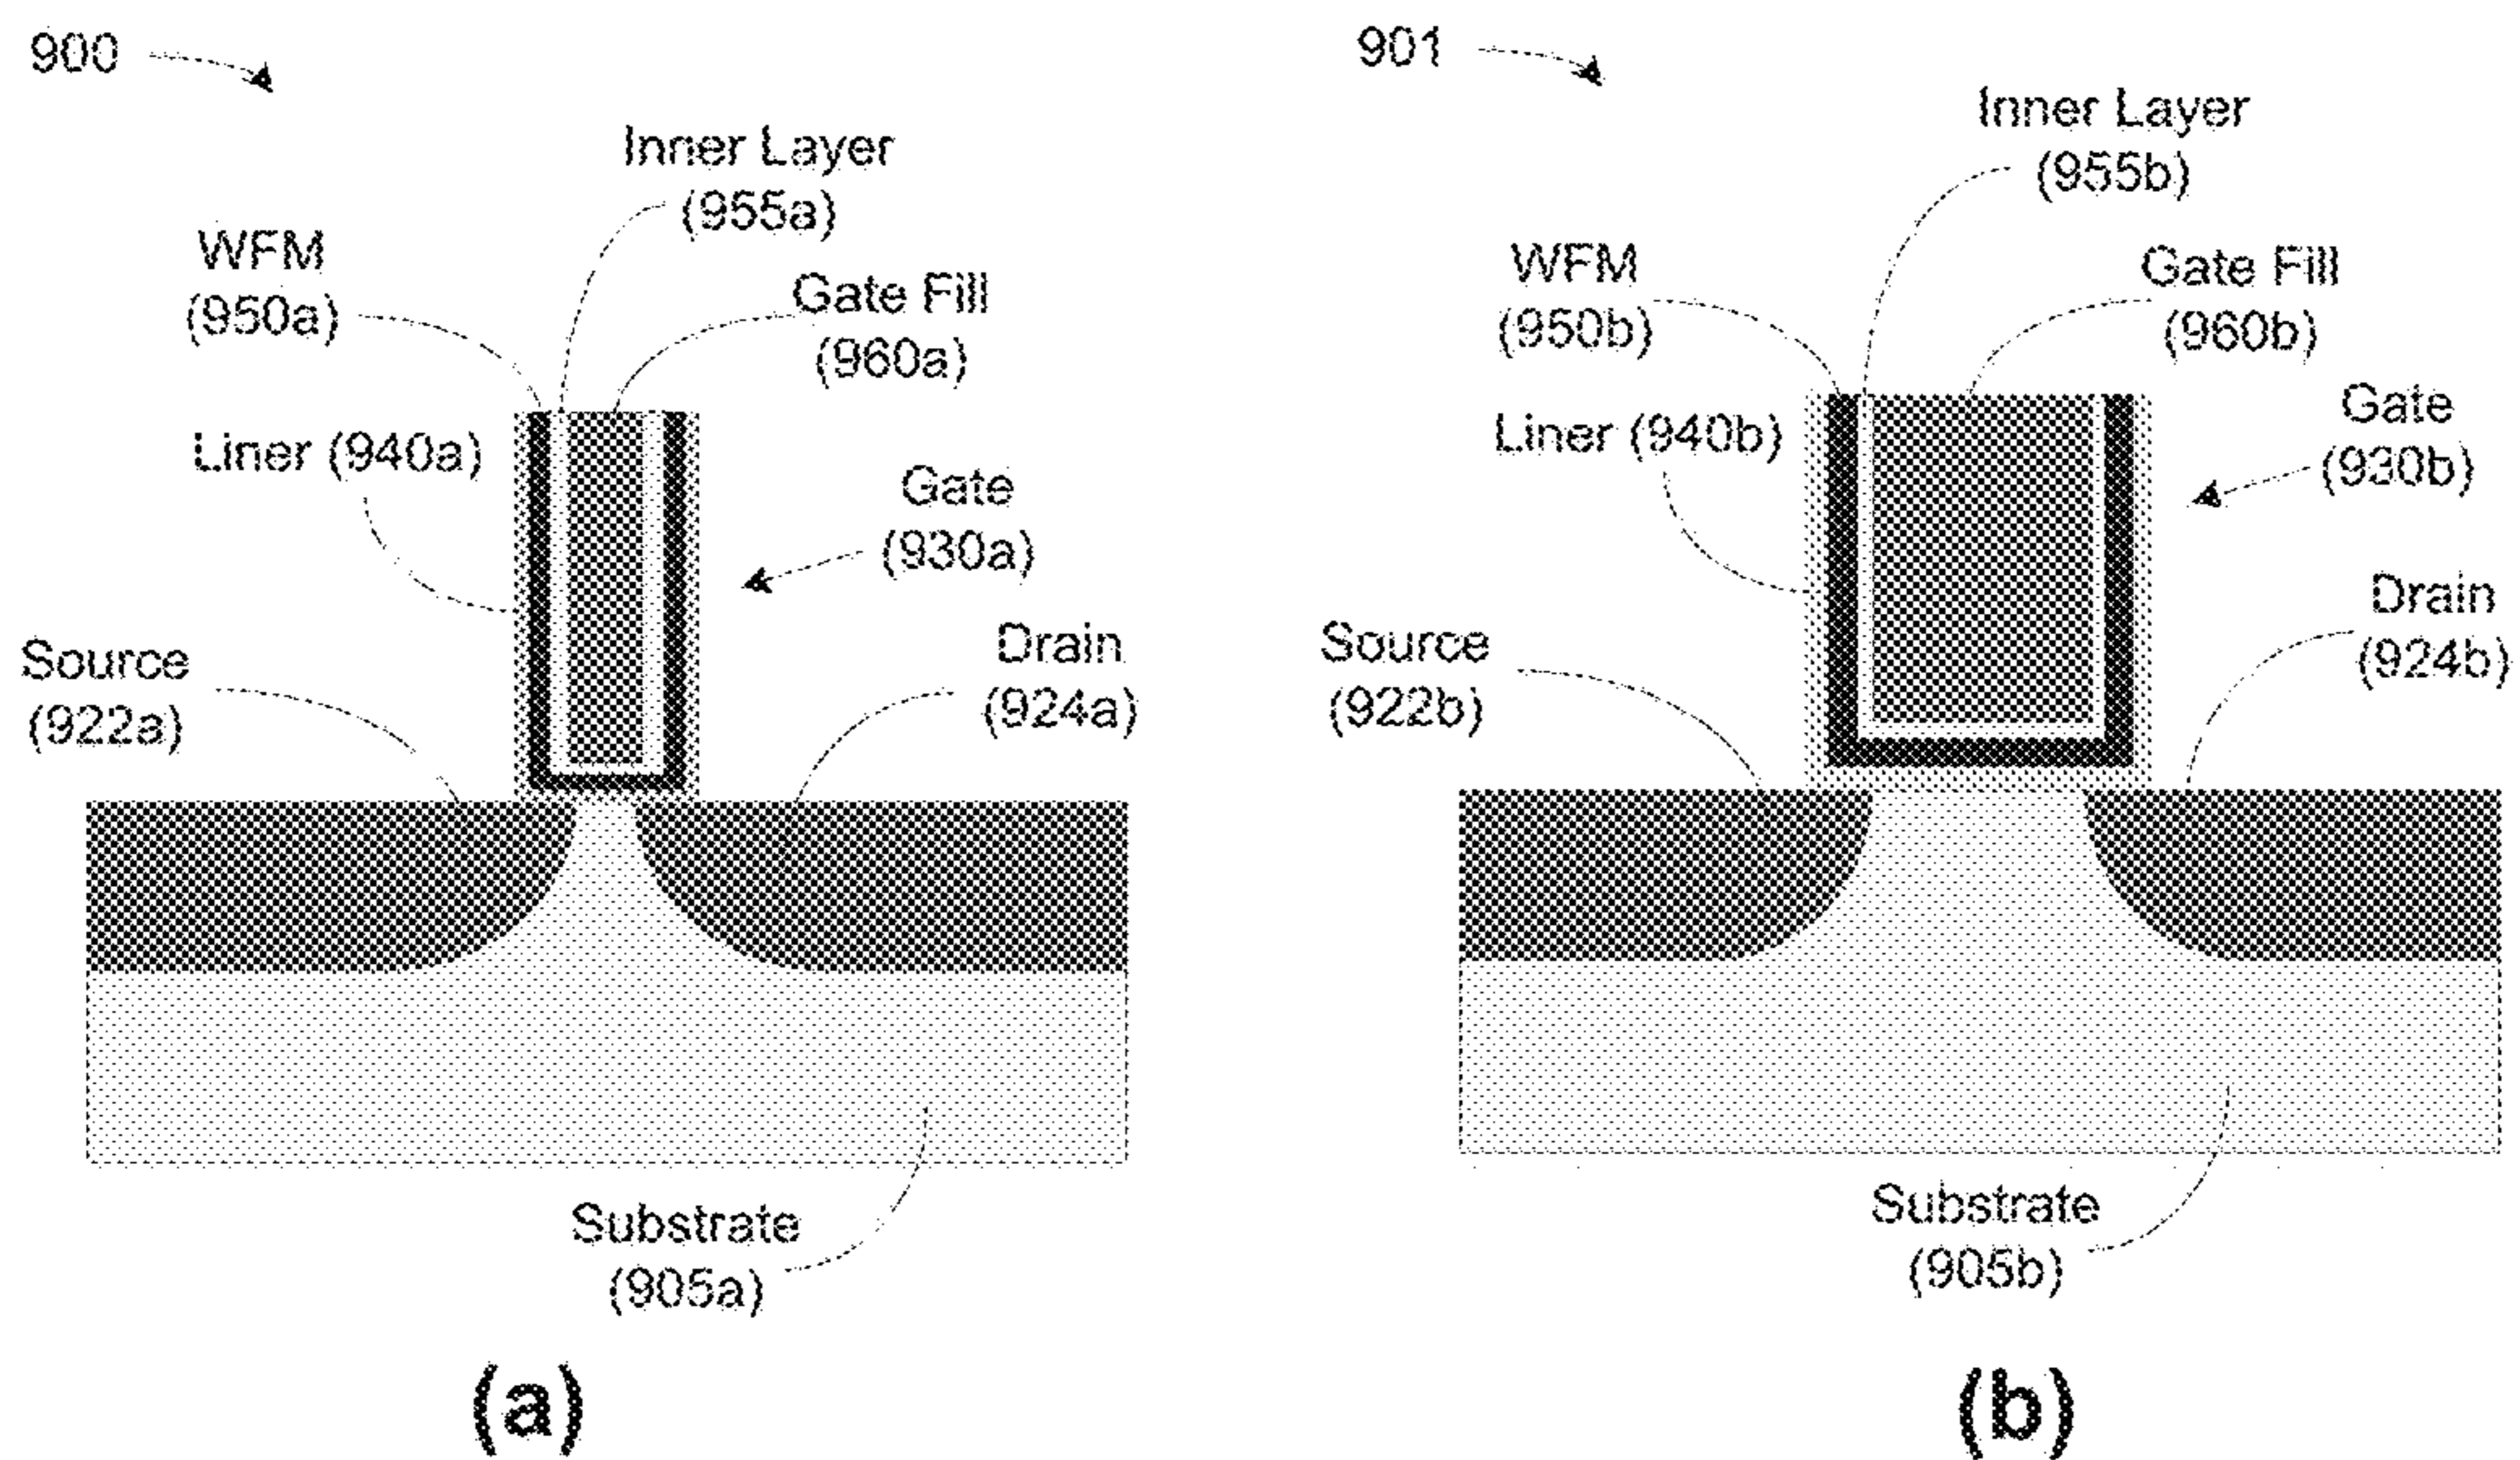 900
Inner Layer
(955a)
WFM
(950a)
Gate Fill
(960a)
Liner (940a)
Gate
(930a)
Source
(922a)
Drain
(924a)
Substrate
(905a)
(a)
901
Inner Layer
(955b)
WFM
(950b)
Gate Fill
(960b)
Liner (940b)
Gate
(930b)
Source
(922b)
Drain
(924b)
Substrate
(905b)
(b)